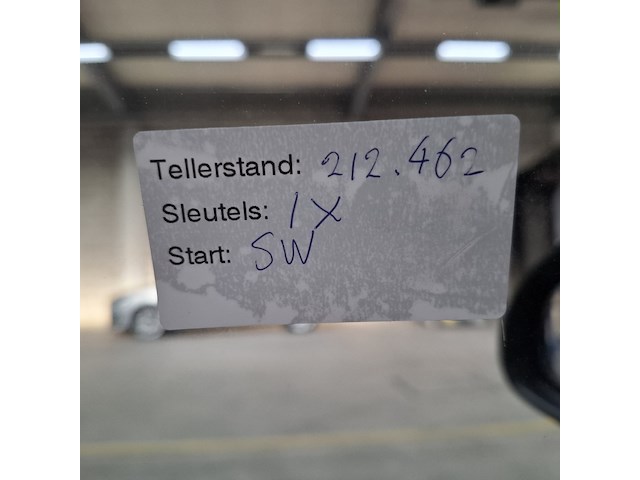 Tellerstand: 212.462
Sleutels: 1X
Start: SW